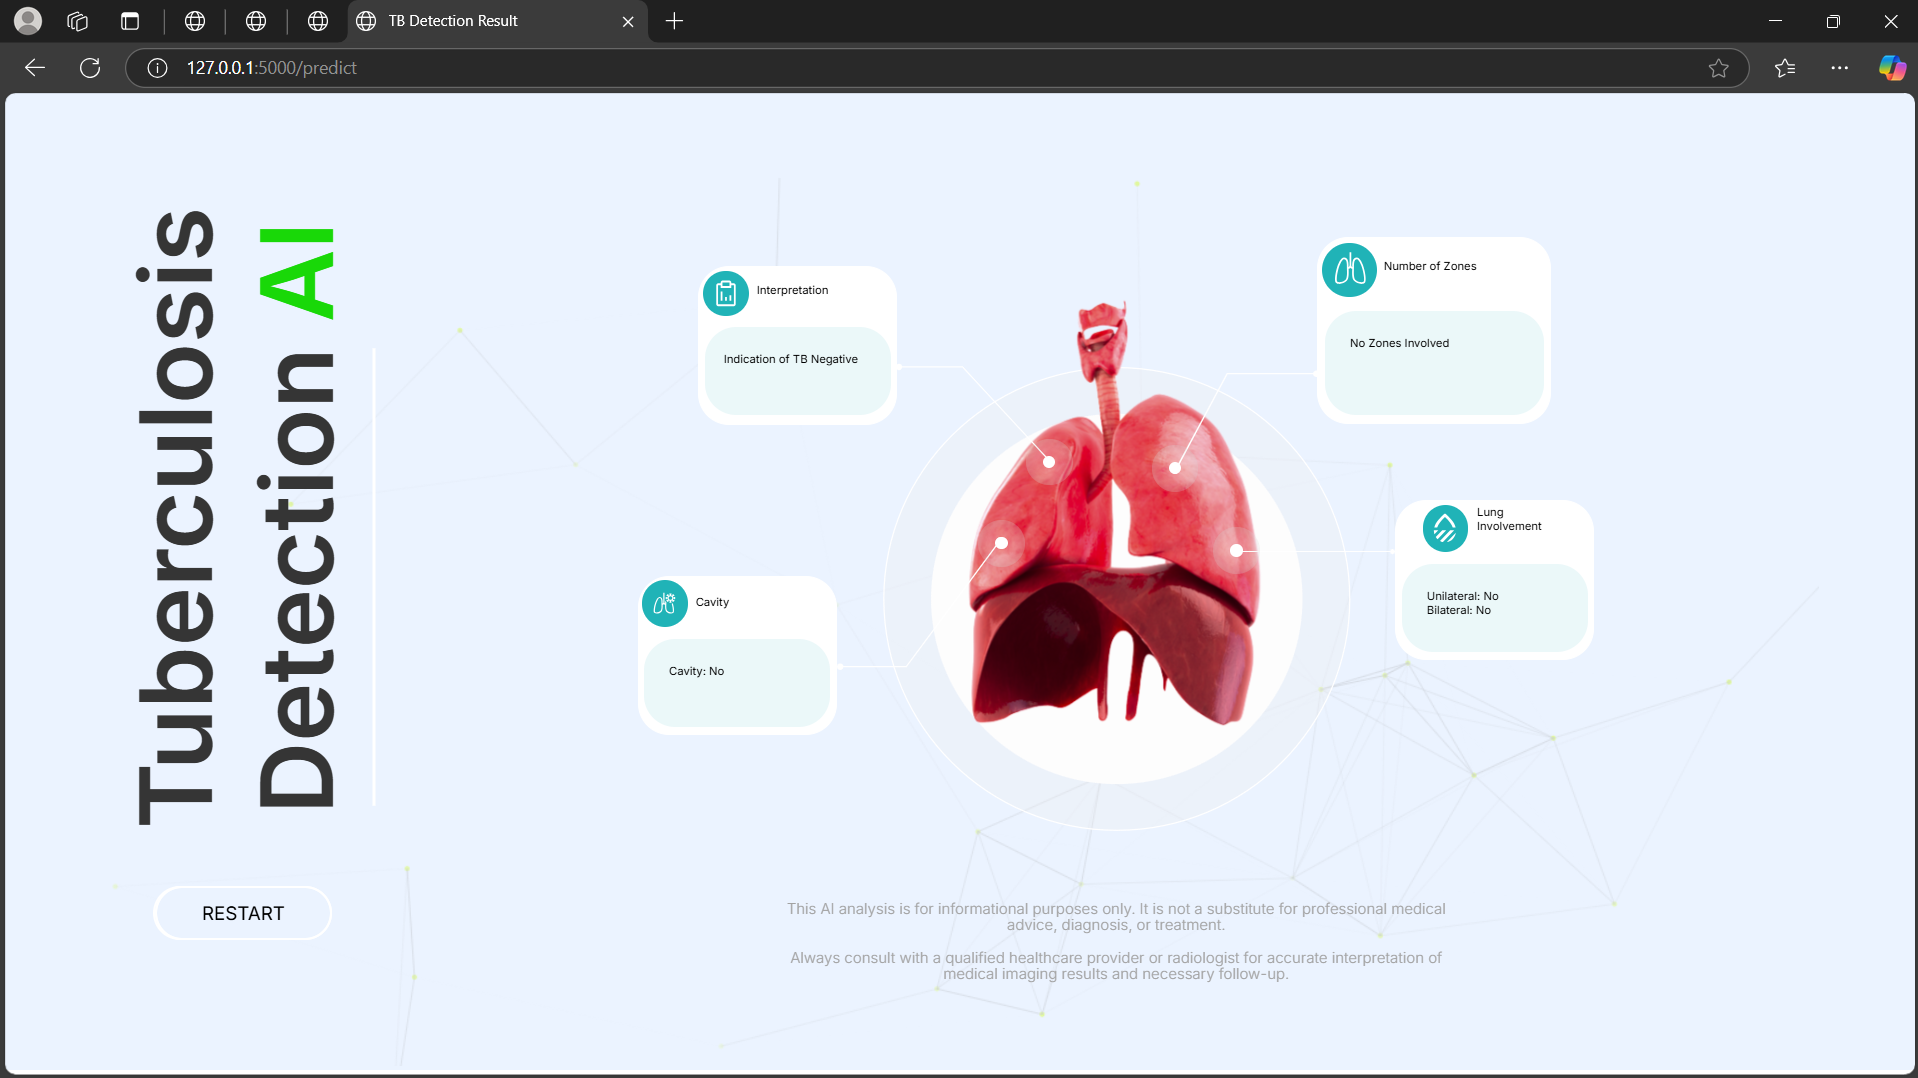 TB Detection Result
127.0.0.1:5000/predict
Tuberculosis
Detection AI
Interpretation
Indication of TB Negative
Number of Zones
No Zones Involved
Cavity
Cavity: No
Lung
Involvement
Unilateral: No
Bilateral: No
RESTART
This AI analysis is for informational purposes only. It is not a substitute for professional medical
advice, diagnosis, or treatment.
Always consult with a qualified healthcare provider or radiologist for accurate interpretation of
medical imaging results and necessary follow-up.